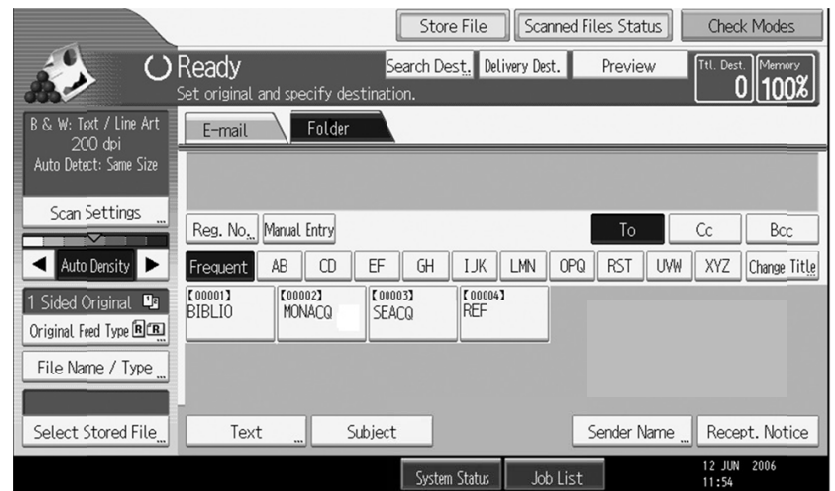 Store File
Scanned Files Status
Check Modes
Ready
Search Dest.
Delivery Dest.
Preview
Ttl. Dest.
0
Memory
100%
Set original and specify destination.
B & W: Text / Line Art
200 dpi
Auto Detect: Same Size
E-mail
Folder
Scan Settings
Reg. No.
Manual Entry
To
Cc
Bcc
Auto Density
Frequent
AB
CD
EF
GH
IJK
LMN
OPQ
RST
UVW
XYZ
Change Title
1 Sided Original
Original Feed Type
R R
【00001】
BIBLIO
【00002】
MONACQ
【00003】
SEACQ
【00004】
REF
File Name / Type
Select Stored File
Text
Subject
Sender Name
Recept. Notice
System Status
Job List
12 JUN 2006
11:54